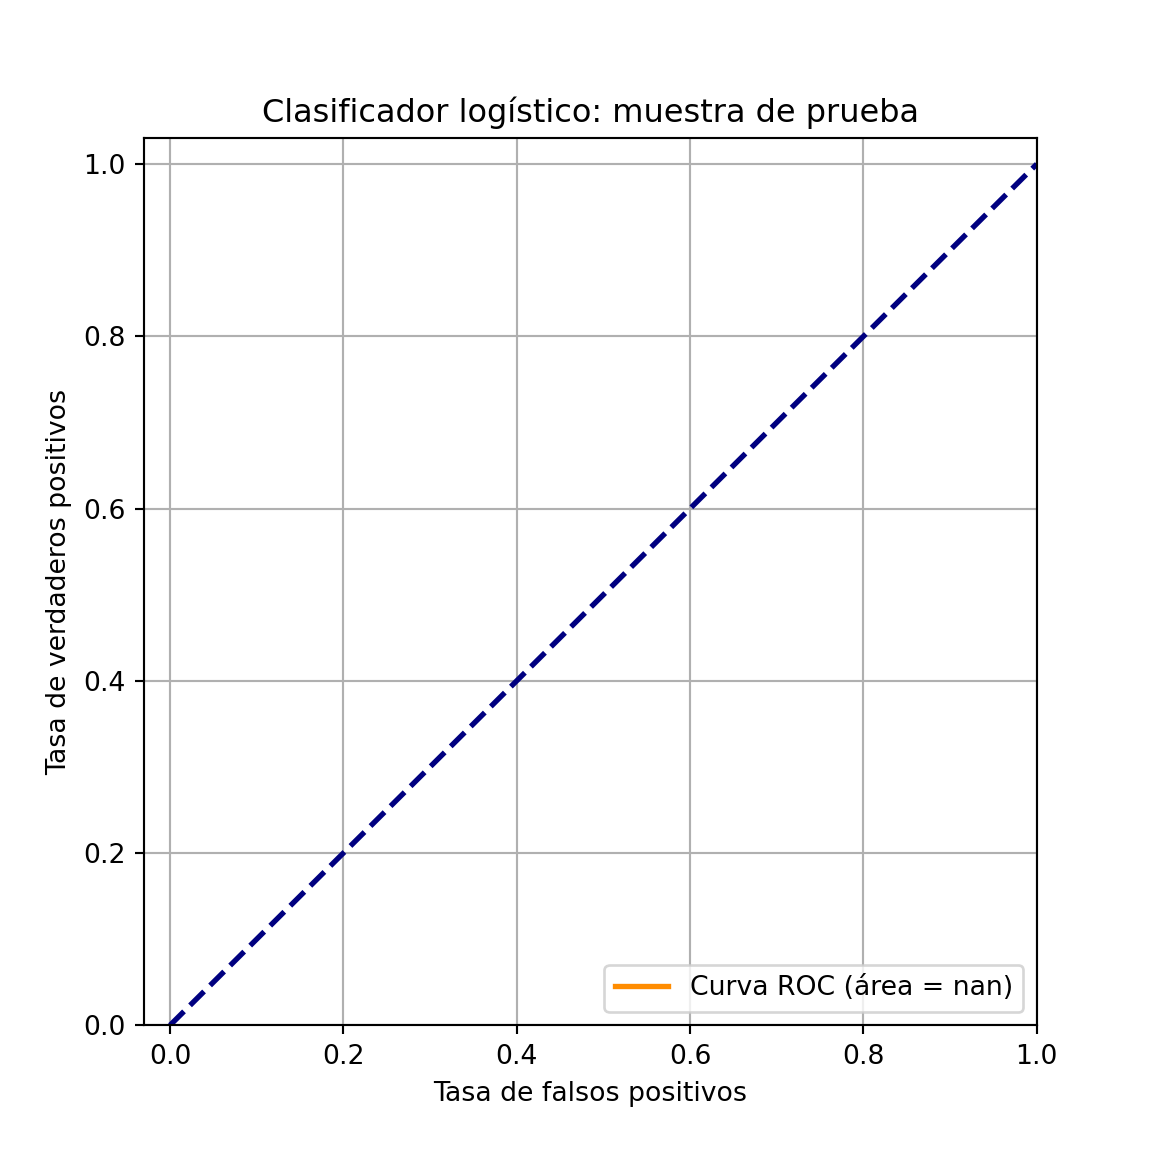 Clasificador logístico: muestra de prueba
Tasa de verdaderos positivos
1.0
0.8
0.6
0.4
0.2
0.0
Curva ROC (área = nan)
0.0 0.2 0.4 0.6 0.8 1.0
Tasa de falsos positivos